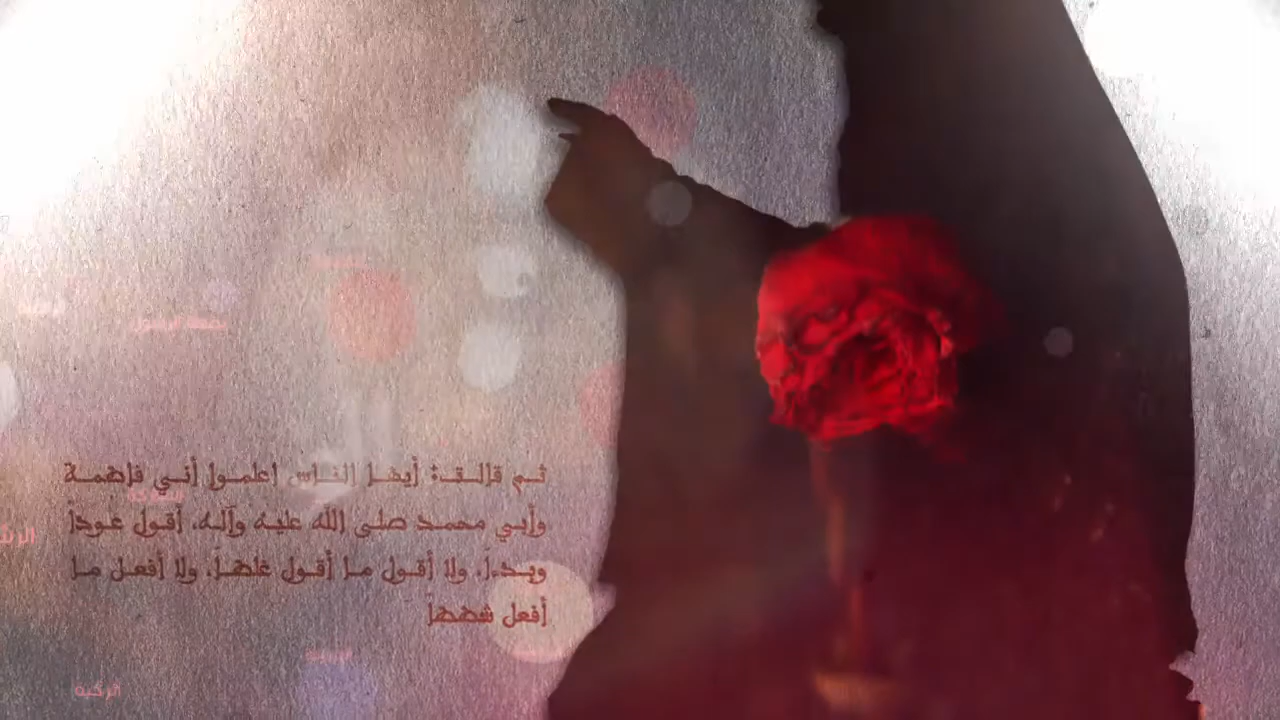 ثم قالت: أيها الناس اعلموا أني فاطمة
وأبي محمد صلى الله عليه وآله، أقول عوداً
وبدءاً، ولا أقول ما أقول غلطاً، ولا أفعل ما
أفعل شططاً
الزكية